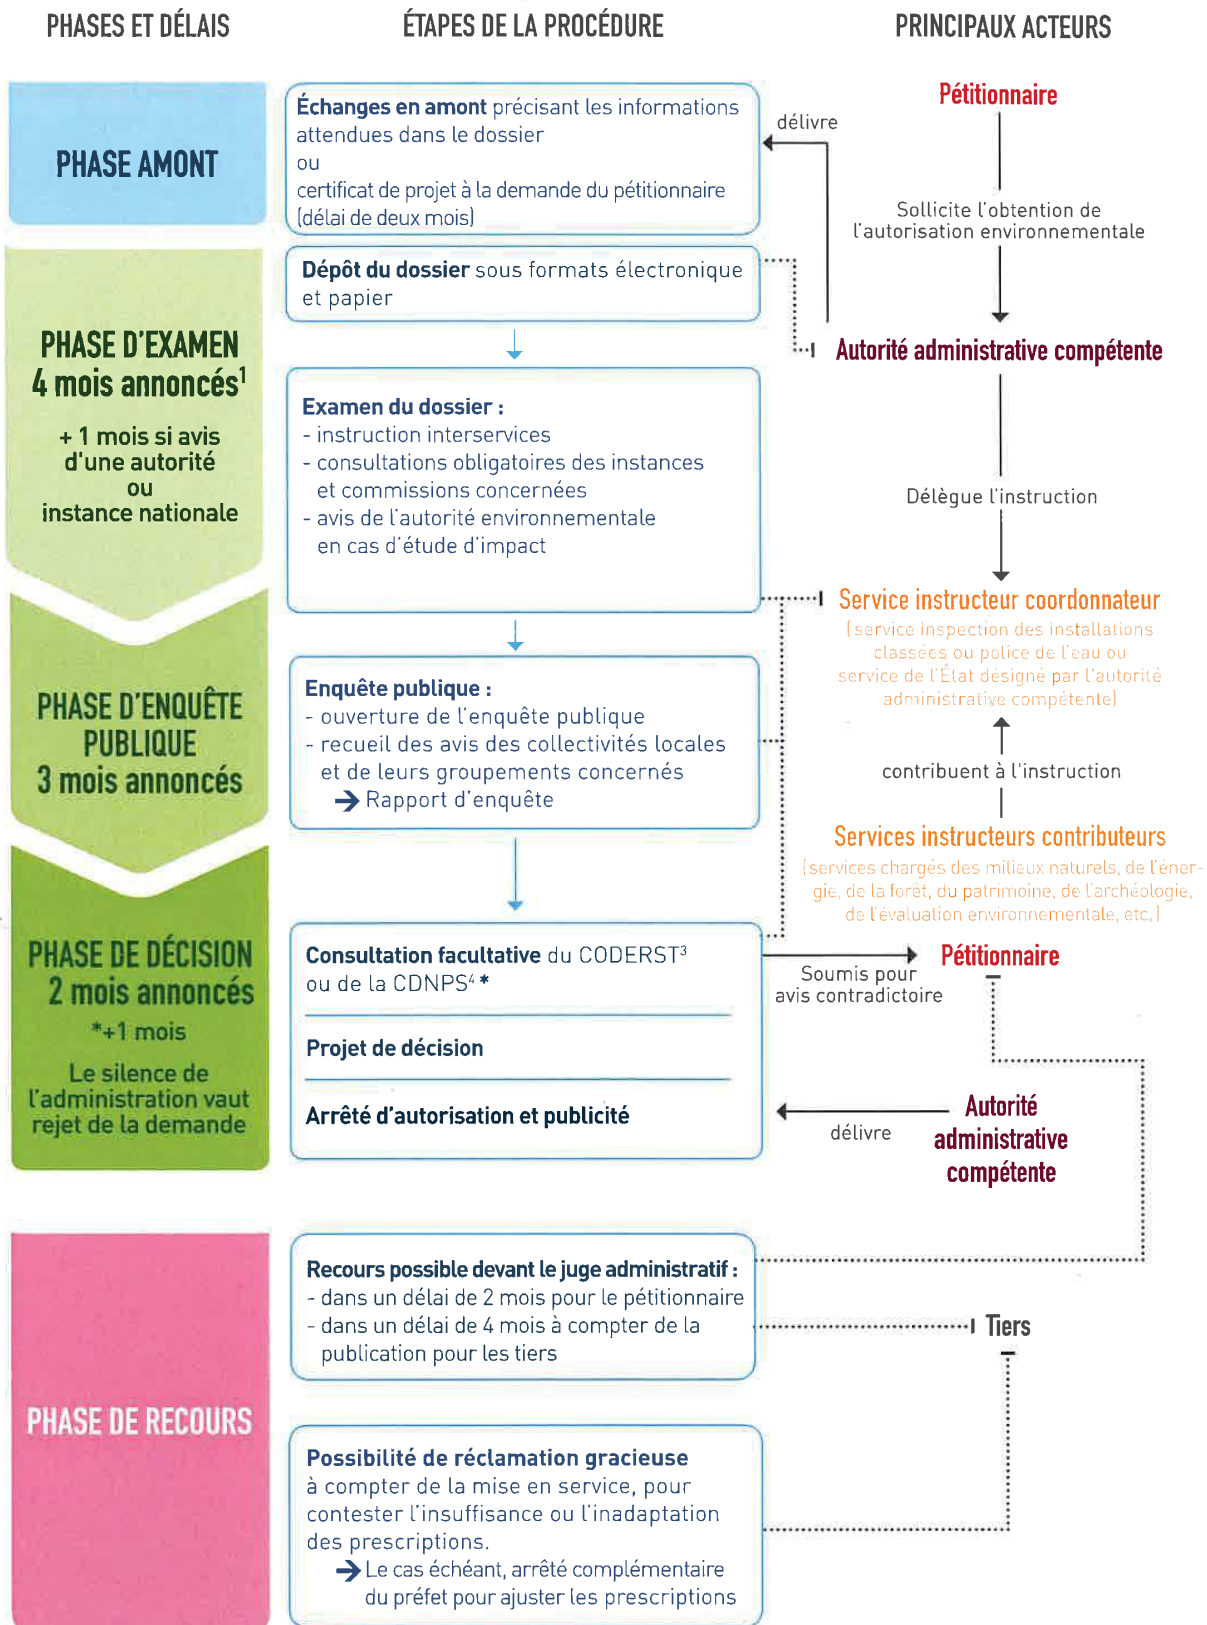 PHASES ET DÉLAIS
ÉTAPES DE LA PROCÉDURE
PRINCIPAUX ACTEURS
PHASE AMONT
Échanges en amont précisant les informations
attendues dans le dossier
ou
certificat de projet à la demande du pétitionnaire
(délai de deux mois)
délivre
Pétitionnaire
Sollicite l'obtention de
l'autorisation environnementale
PHASE D'EXAMEN
4 mois annoncés¹
+ 1 mois si avis
d'une autorité
ou
instance nationale
Dépôt du dossier sous formats électronique
et papier
Autorité administrative compétente
Examen du dossier :
- instruction interservices
- consultations obligatoires des instances
et commissions concernées
- avis de l'autorité environnementale
en cas d'étude d'impact
Délègue l'instruction
Service instructeur coordonnateur
(service inspection des installations
classées ou police de l'eau ou
service de l'État désigné par l'autorité
administrative compétente)
PHASE D'ENQUÊTE
PUBLIQUE
3 mois annoncés
Enquête publique :
- ouverture de l'enquête publique
- recueil des avis des collectivités locales
et de leurs groupements concernés
→ Rapport d'enquête
contribuent à l'instruction
Services instructeurs contributeurs
(services chargés des milieux naturels, de l'éner-
gie, de la forêt, du patrimoine, de l'archéologie,
de l'évaluation environnementale, etc.)
PHASE DE DÉCISION
2 mois annoncés
*+1 mois
Le silence de
l'administration vaut
rejet de la demande
Consultation facultative du CODERST³
ou de la CDNPS⁴ *
Projet de décision
Arrêté d'autorisation et publicité
Soumis pour
avis contradictoire
Pétitionnaire
délivre
Autorité
administrative
compétente
PHASE DE RECOURS
Recours possible devant le juge administratif :
- dans un délai de 2 mois pour le pétitionnaire
- dans un délai de 4 mois à compter de la
publication pour les tiers
Tiers
Possibilité de réclamation gracieuse
à compter de la mise en service, pour
contester l'insuffisance ou l'inadaptation
des prescriptions.
→ Le cas échéant, arrêté complémentaire
du préfet pour ajuster les prescriptions